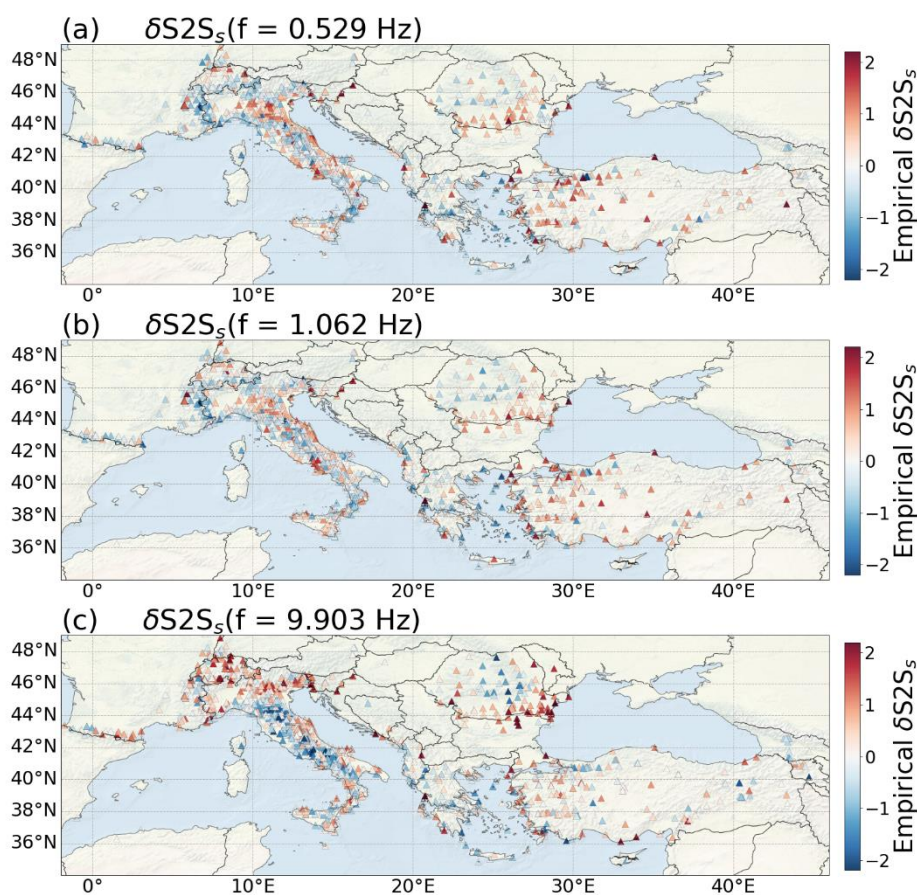 (a) δS2Sₛ(f = 0.529 Hz)
48°N
46°N
44°N
42°N
40°N
38°N
36°N
0° 10°E 20°E 30°E 40°E
2
1
0
−1
−2
Empirical δS2Sₛ
(b) δS2Sₛ(f = 1.062 Hz)
48°N
46°N
44°N
42°N
40°N
38°N
36°N
0° 10°E 20°E 30°E 40°E
2
1
0
−1
−2
Empirical δS2Sₛ
(c) δS2Sₛ(f = 9.903 Hz)
48°N
46°N
44°N
42°N
40°N
38°N
36°N
0° 10°E 20°E 30°E 40°E
2
1
0
−1
−2
Empirical δS2Sₛ